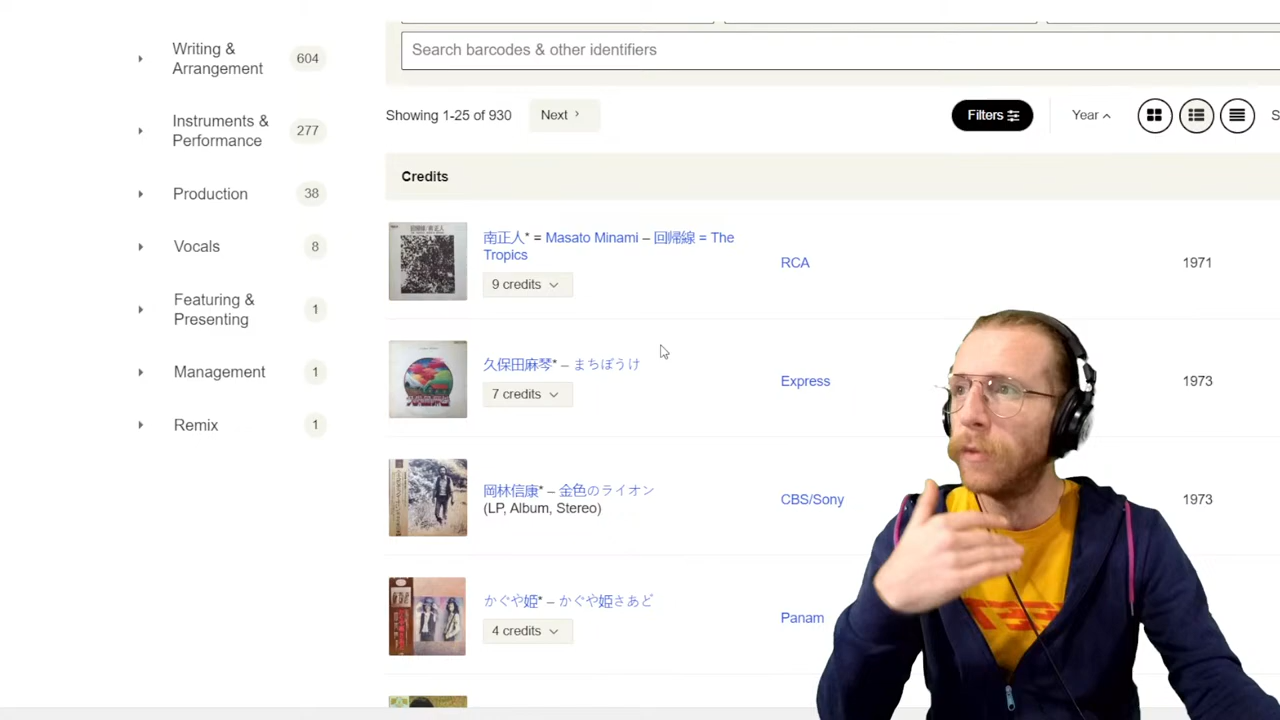 Writing &
Arrangement
604
Instruments &
Performance
277
Production
38
Vocals
8
Featuring &
Presenting
1
Management
1
Remix
1
Search barcodes & other identifiers
Showing 1-25 of 930
Next
Filters
Year
S
Credits
南正人* = Masato Minami – 回帰線 = The
Tropics
9 credits
RCA
1971
久保田麻琴* – まちぼうけ
7 credits
Express
1973
岡林信康* – 金色のライオン
(LP, Album, Stereo)
CBS/Sony
1973
かぐや姫* – かぐや姫さあど
4 credits
Panam